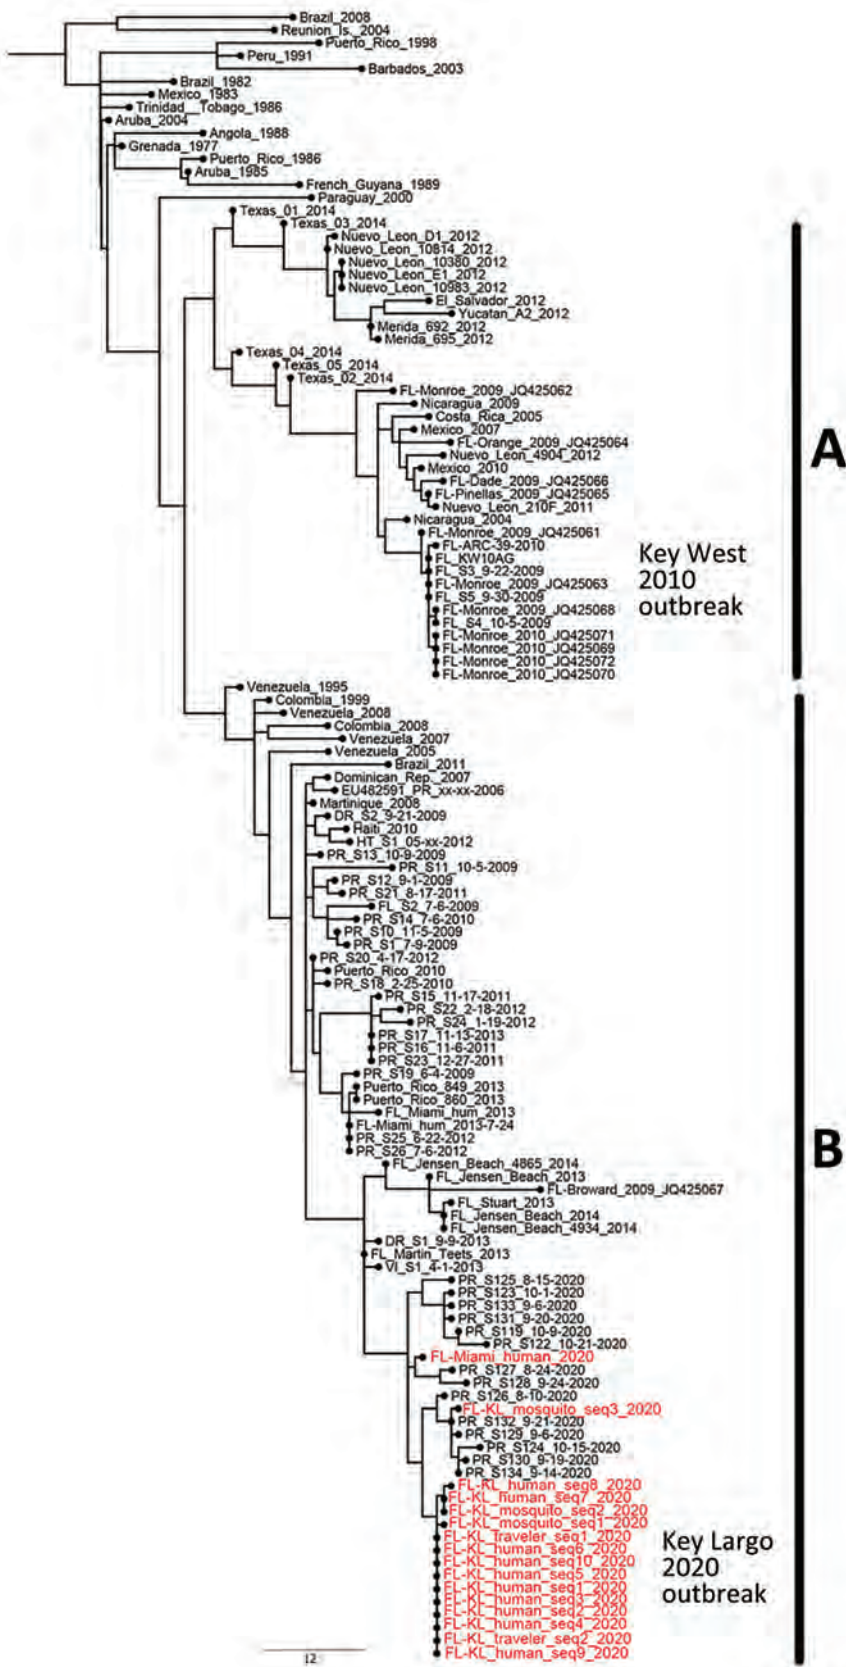 Brazil_2008
Reunion_Is._2004
Puerto_Rico_1998
Peru_1991
Barbados_2003
Brazil_1982
Mexico_1983
Trinidad__Tobago_1986
Aruba_2004
Angola_1988
Grenada_1977
Puerto_Rico_1986
Aruba_1985
French_Guyana_1989
Paraguay_2000
Texas_01_2014
Texas_03_2014
Nuevo_Leon_D1_2012
Nuevo_Leon_10814_2012
Nuevo_Leon_10380_2012
Nuevo_Leon_E1_2012
Nuevo_Leon_10983_2012
El_Salvador_2012
Yucatan_A2_2012
Merida_692_2012
Merida_695_2012
Texas_04_2014
Texas_05_2014
Texas_02_2014
FL-Monroe_2009_JQ425062
Nicaragua_2009
Costa_Rica_2005
Mexico_2007
FL-Orange_2009_JQ425064
Nuevo_Leon_4904_2012
Mexico_2010
FL-Dade_2009_JQ425066
FL-Pinellas_2009_JQ425065
Nuevo_Leon_210F_2011
Nicaragua_2004
FL-Monroe_2009_JQ425061
FL-ARC-39-2010
FL_KW10AG
FL_S3_9-22-2009
FL-Monroe_2009_JQ425063
FL_S5_9-30-2009
FL-Monroe_2009_JQ425068
FL_S4_10-5-2009
FL-Monroe_2010_JQ425071
FL-Monroe_2010_JQ425069
FL-Monroe_2010_JQ425072
FL-Monroe_2010_JQ425070
Key West
2010
outbreak
A
Venezuela_1995
Colombia_1999
Venezuela_2008
Colombia_2008
Venezuela_2007
Venezuela_2005
Brazil_2011
Dominican_Rep._2007
EU482591_PR_xx-xx-2006
Martinique_2008
DR_S2_9-21-2009
Haiti_2010
HT_S1_05-xx-2012
PR_S13_10-9-2009
PR_S11_10-5-2009
PR_S12_9-1-2009
PR_S21_8-17-2011
FL_S2_7-6-2009
PR_S14_7-6-2010
PR_S10_11-5-2009
PR_S1_7-9-2009
PR_S20_4-17-2012
Puerto_Rico_2010
PR_S18_2-25-2010
PR_S15_11-17-2011
PR_S22_2-18-2012
PR_S24_1-19-2012
PR_S17_11-13-2013
PR_S16_11-6-2011
PR_S23_12-27-2011
PR_S19_6-4-2009
Puerto_Rico_849_2013
Puerto_Rico_860_2013
FL_Miami_hum_2013
FL-Miami_hum_2013-7-24
PR_S25_6-22-2012
PR_S26_7-6-2012
FL_Jensen_Beach_4865_2014
FL_Jensen_Beach_2013
FL-Broward_2009_JQ425067
FL_Stuart_2013
FL_Jensen_Beach_2014
FL_Jensen_Beach_4934_2014
DR_S1_9-9-2013
FL_Martin_Teets_2013
VI_S1_4-1-2013
PR_S125_8-15-2020
PR_S123_10-1-2020
PR_S133_9-6-2020
PR_S131_9-20-2020
PR_S119_10-9-2020
PR_S122_10-21-2020
FL-Miami_human_2020
PR_S127_8-24-2020
PR_S128_9-24-2020
PR_S126_8-10-2020
FL-KL_mosquito_seq3_2020
PR_S132_9-21-2020
PR_S129_9-6-2020
PR_S124_10-15-2020
PR_S130_9-19-2020
PR_S134_9-14-2020
FL-KL_human_seg8_2020
FL-KL_human_seq7_2020
FL-KL_mosquito_seq2_2020
FL-KL_mosquito_seq1_2020
FL-KL_traveler_seq1_2020
FL-KL_human_seq6_2020
FL-KL_human_seq10_2020
FL-KL_human_seq5_2020
FL-KL_human_seq1_2020
FL-KL_human_seq3_2020
FL-KL_human_seq2_2020
FL-KL_human_seq4_2020
FL-KL_traveler_seq2_2020
FL-KL_human_seq9_2020
Key Largo
2020
outbreak
B
12